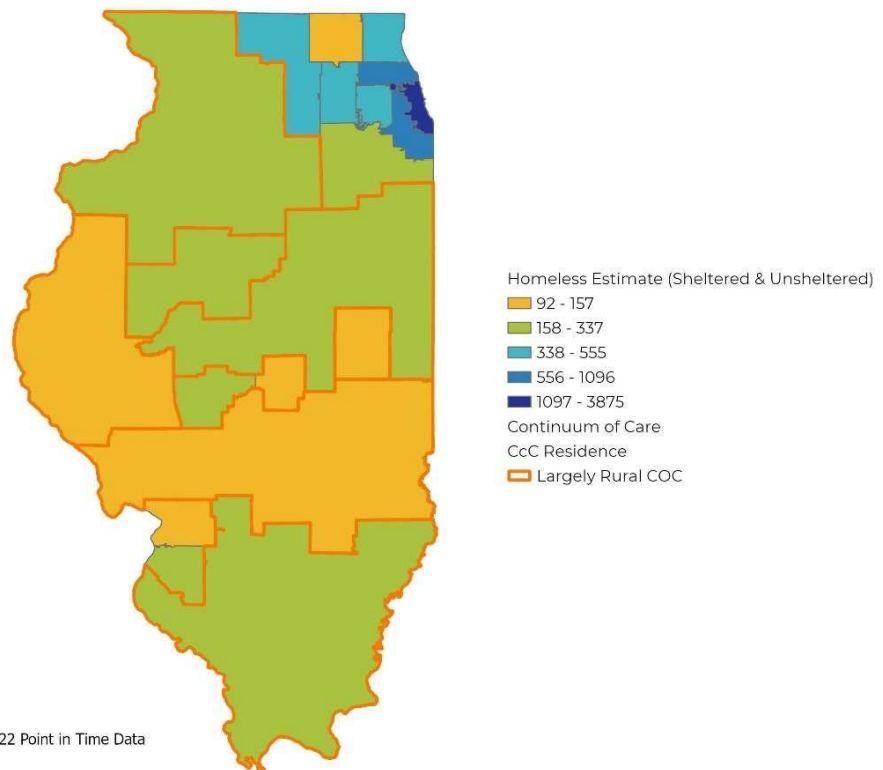 Homeless Estimate (Sheltered & Unsheltered)
92 - 157
158 - 337
338 - 555
556 - 1096
1097 - 3875
Continuum of Care
CcC Residence
Largely Rural COC
22 Point in Time Data